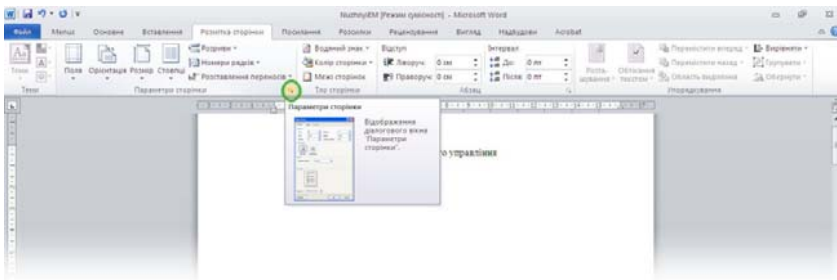 NuzhnyiEM [Режим сумісності] - Microsoft Word
Файл Menus Основне Вставлення Розмітка сторінки Посилання Розсилки Рецензування Вигляд Надбудови Acrobat
Розриви Водяний знак Відступ Інтервал Перемістити вперед Вирівняти
Номери рядків Колір сторінки Ліворуч: 0 см До: 0 пт Перемістити назад Групувати
Поля Орієнтація Розмір Стовпці Розставлення переносів Межі сторінок Праворуч: 0 см Після: 0 пт Обтікання текстом Область виділення Обернути
Теми Параметри сторінки Тло сторінки Абзац Упорядкування
Параметри сторінки
Відображення
діалогового вікна
"Параметри
сторінки".
го управління